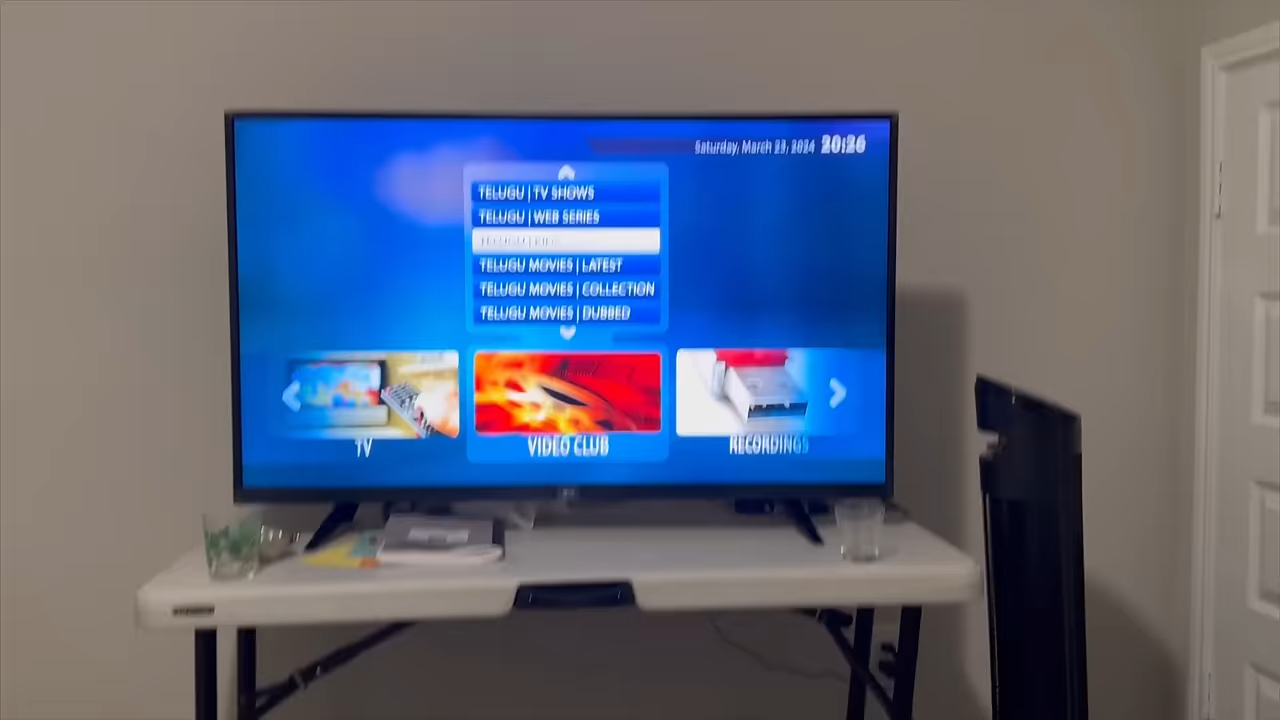 Saturday, March 23, 2024 20:26
TELUGU | TV SHOWS
TELUGU | WEB SERIES
TELUGU |
TELUGU MOVIES | LATEST
TELUGU MOVIES | COLLECTION
TELUGU MOVIES | DUBBED
TV
VIDEO CLUB
RECORDINGS